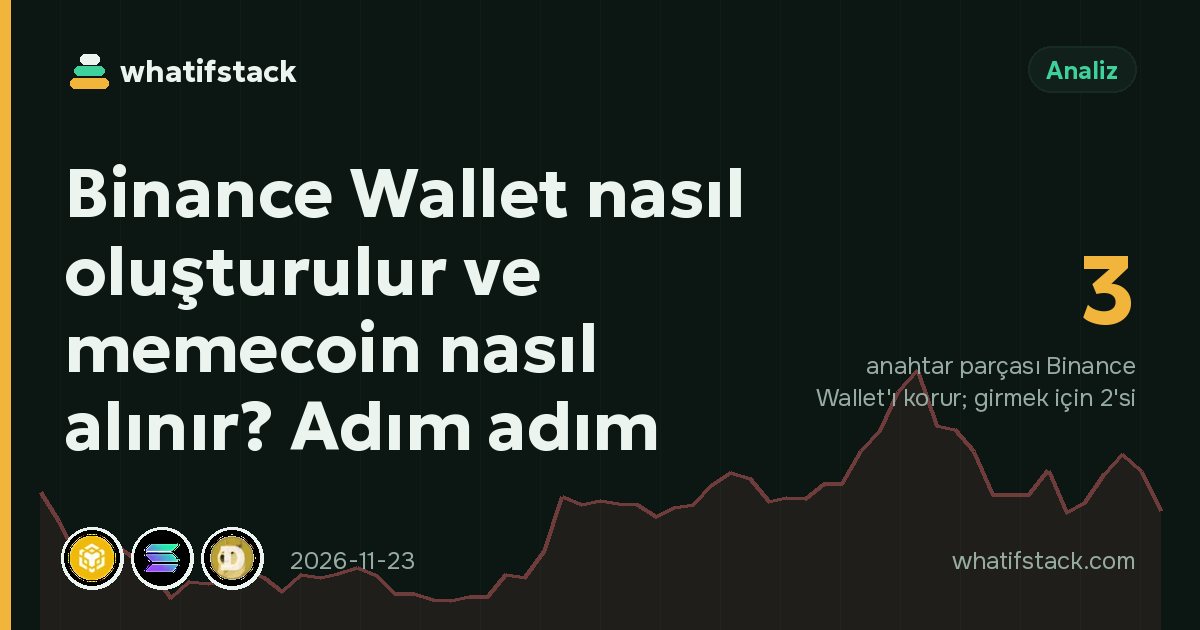 whatifstack
Analiz
Binance Wallet nasıl
oluşturulur ve
memecoin nasıl
alınır? Adım adım
3
anahtar parçası Binance
Wallet'ı korur; girmek için 2'si
2026-11-23
whatifstack.com